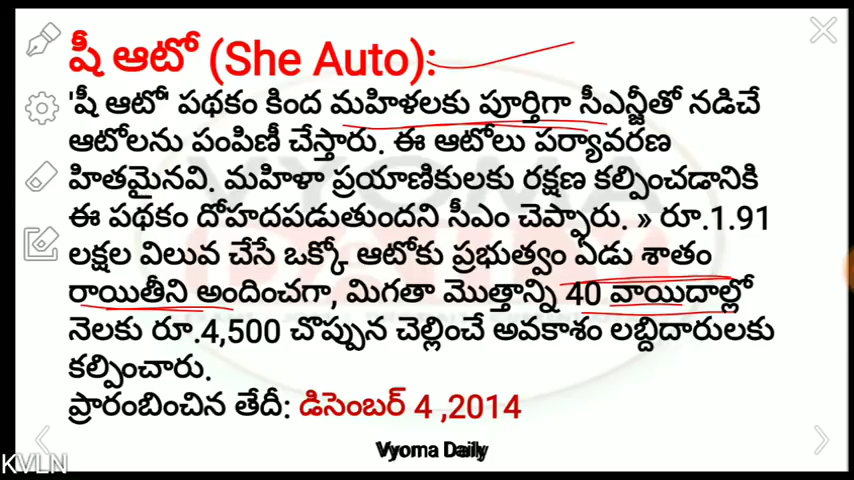 షీ ఆటో (She Auto):
'షీ ఆటో' పథకం కింద మహిళలకు పూర్తిగా సీఎన్జీతో నడిచే
ఆటోలను పంపిణీ చేస్తారు. ఈ ఆటోలు పర్యావరణ
హితమైనవి. మహిళా ప్రయాణికులకు రక్షణ కల్పించడానికి
ఈ పథకం దోహదపడుతుందని సీఎం చెప్పారు. » రూ.1.91
లక్షల విలువ చేసే ఒక్కో ఆటోకు ప్రభుత్వం ఏడు శాతం
రాయితీని అందించగా, మిగతా మొత్తాన్ని 40 వాయిదాల్లో
నెలకు రూ.4,500 చొప్పున చెల్లించే అవకాశం లబ్దిదారులకు
కల్పించారు.
ప్రారంబించిన తేదీ: డిసెంబర్ 4 ,2014
Vyoma Daily
KVLN